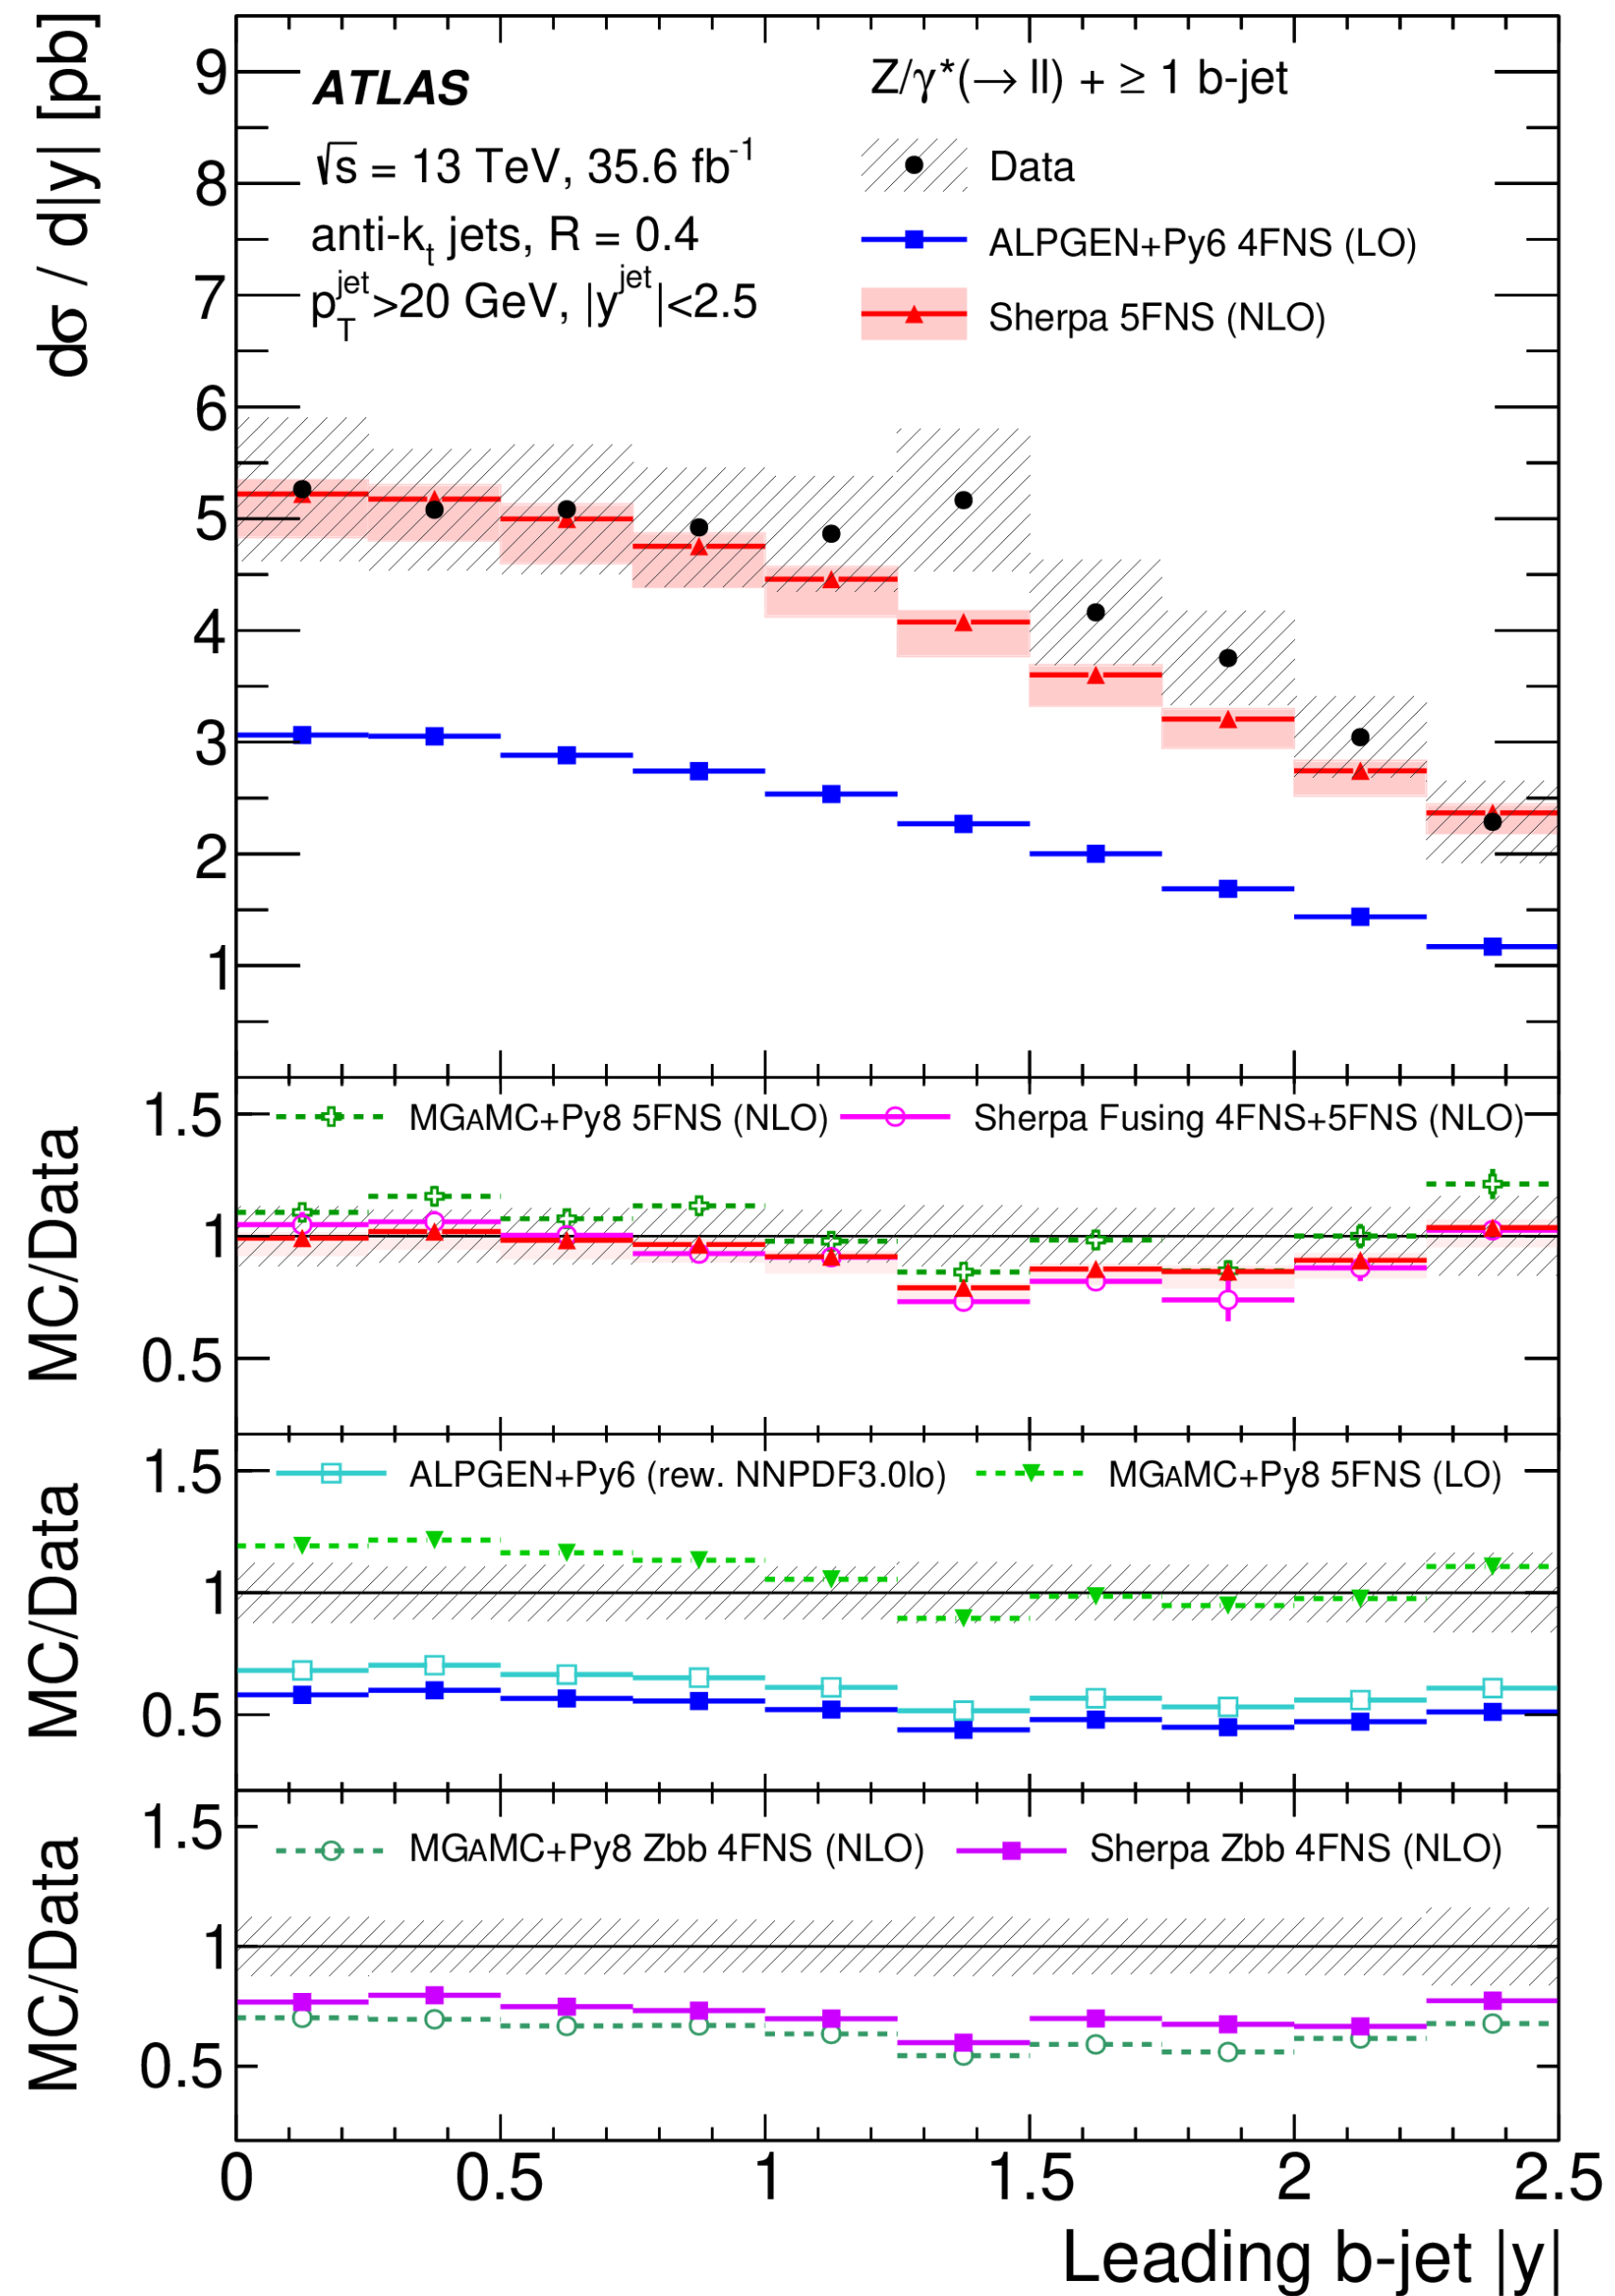 dσ / d|y| [pb]
9
8
7
6
5
4
3
2
1
ATLAS
√s = 13 TeV, 35.6 fb⁻¹
anti-kₜ jets, R = 0.4
p_T^jet >20 GeV, |y^jet|<2.5
Z/γ*(→ ll) + ≥ 1 b-jet
Data
ALPGEN+Py6 4FNS (LO)
Sherpa 5FNS (NLO)
MC/Data
1.5
1
0.5
MGAMC+Py8 5FNS (NLO)
Sherpa Fusing 4FNS+5FNS (NLO)
MC/Data
1.5
1
0.5
ALPGEN+Py6 (rew. NNPDF3.0lo)
MGAMC+Py8 5FNS (LO)
MC/Data
1.5
1
0.5
MGAMC+Py8 Zbb 4FNS (NLO)
Sherpa Zbb 4FNS (NLO)
0 0.5 1 1.5 2 2.5
Leading b-jet |y|